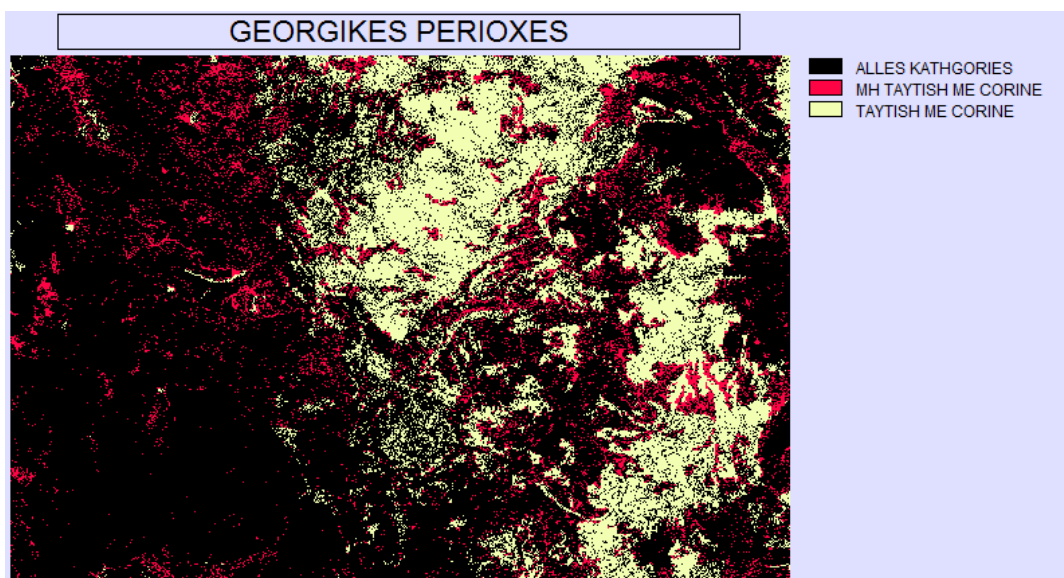 GEORGIKES PERIOXES
ALLES KATHGORIES
MH TAYTISH ME CORINE
TAYTISH ME CORINE